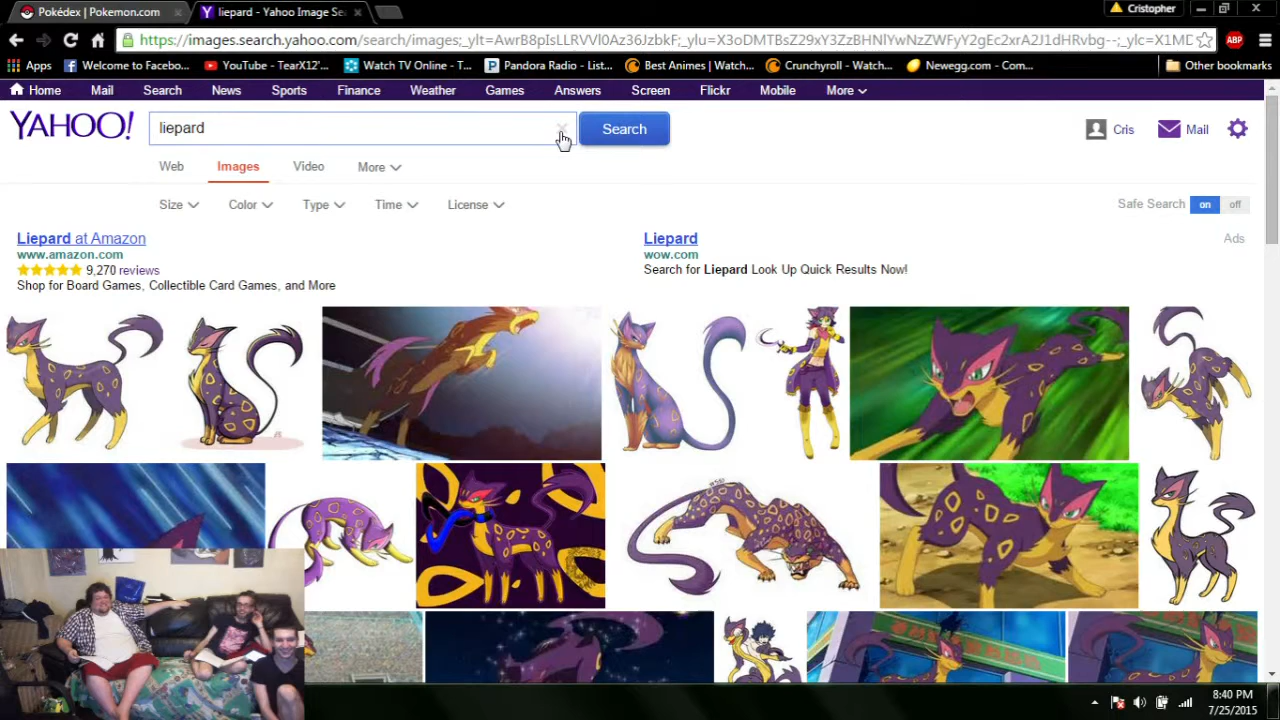 Pokédex | Pokemon.com
liepard - Yahoo Image Sea
Cristopher
https://images.search.yahoo.com/search/images;_ylt=AwrB8pIsLLRVVl0Az36JzbkF;_ylu=X3oDMTBsZ29xY3ZzBHNlYwNzZWFyY2gEc2xrA2J1dHRvbg--;_ylc=X1MD
ABP
Apps
Welcome to Facebo...
YouTube - TearX12'...
Watch TV Online - T...
Pandora Radio - List...
Best Animes | Watc...
Crunchyroll - Watch...
Newegg.com - Com...
Other bookmarks
Home Mail Search News Sports Finance Weather Games Answers Screen Flickr Mobile More
YAHOO!
liepard
Search
Cris
Mail
Web Images Video More
Size Color Type Time License
Safe Search on off
Liepard at Amazon
www.amazon.com
9,270 reviews
Shop for Board Games, Collectible Card Games, and More
Liepard
wow.com
Search for Liepard Look Up Quick Results Now!
Ads
8:40 PM
7/25/2015